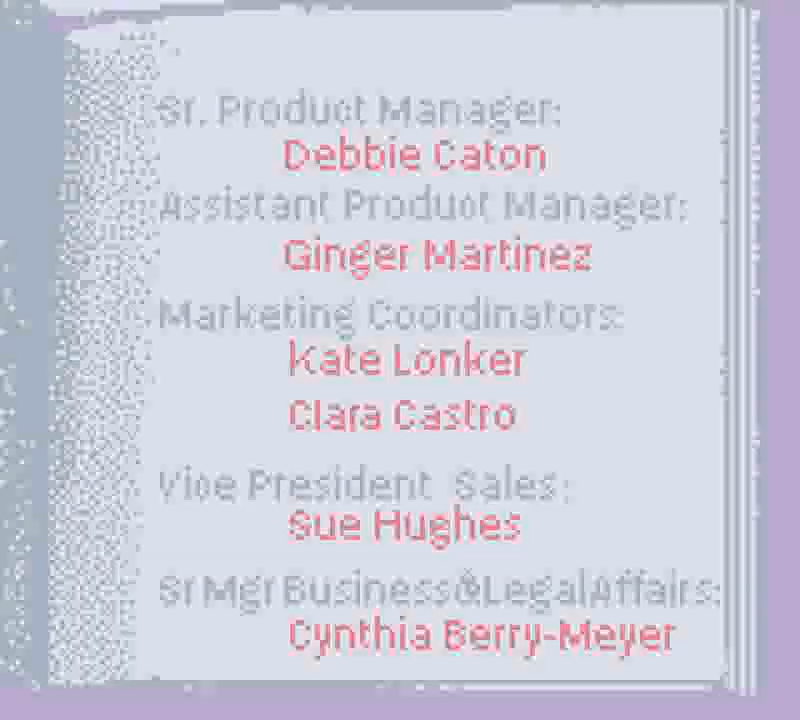 Sr. Product Manager:
Debbie Caton
Assistant Product Manager:
Ginger Martinez
Marketing Coordinators:
Kate Lonker
Clara Castro
Vice President Sales:
Sue Hughes
Sr Mgr Business&LegalAffairs:
Cynthia Berry-Meyer